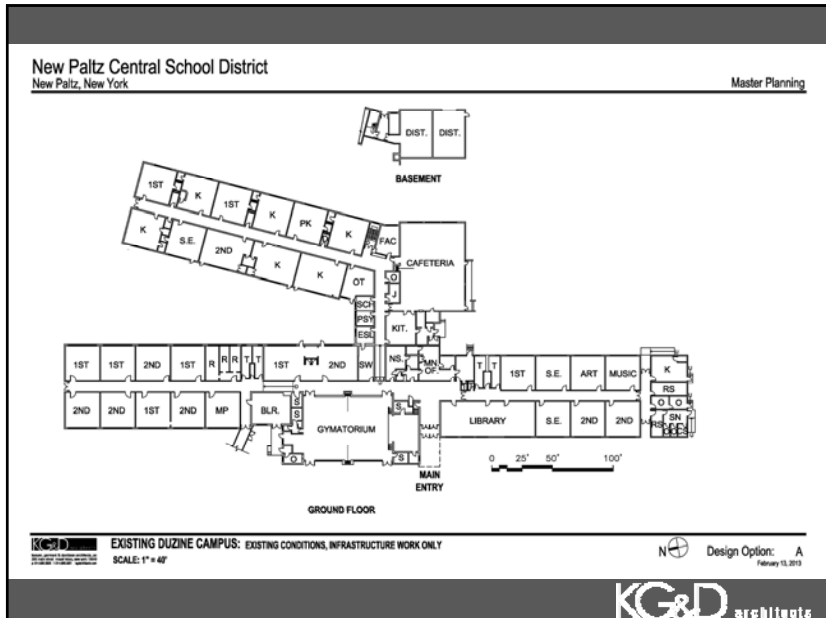 New Paltz Central School District
New Paltz, New York
Master Planning
DIST. DIST.
BASEMENT
1ST K 1ST K PK K FAC
CAFETERIA
K S.E. 2ND K K OT
O
J
SCI
PSY
ESL
KIT.
1ST 1ST 2ND 1ST R R R T T 1ST 2ND SW NS. MN. OF. T T 1ST S.E. ART MUSIC K
RS
O O
2ND 2ND 1ST 2ND MP BLR. S S GYMATORIUM S LIBRARY S.E. 2ND 2ND RS SN
O S
MAIN
ENTRY
0 25' 50' 100'
GROUND FLOOR
KG&D
EXISTING DUZINE CAMPUS: EXISTING CONDITIONS, INFRASTRUCTURE WORK ONLY
SCALE: 1" = 40'
N
Design Option: A
February 13, 2013
KG&D architects